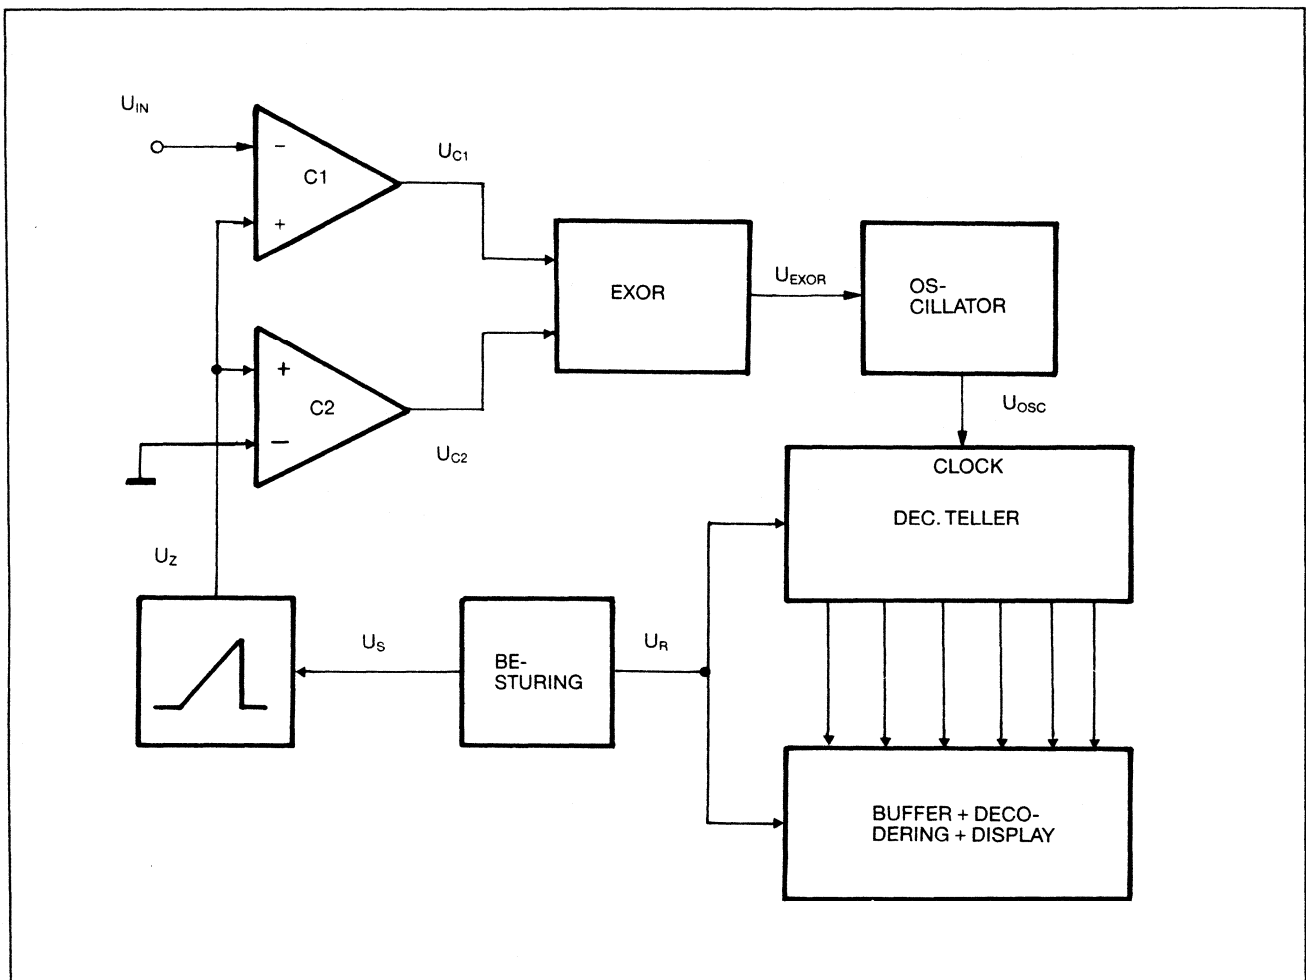 U_IN
−
C1
+
U_C1
EXOR
U_EXOR
OS-
CILLATOR
+
C2
−
U_C2
U_OSC
CLOCK
DEC. TELLER
U_Z
U_S
BE-
STURING
U_R
BUFFER + DECO-
DERING + DISPLAY